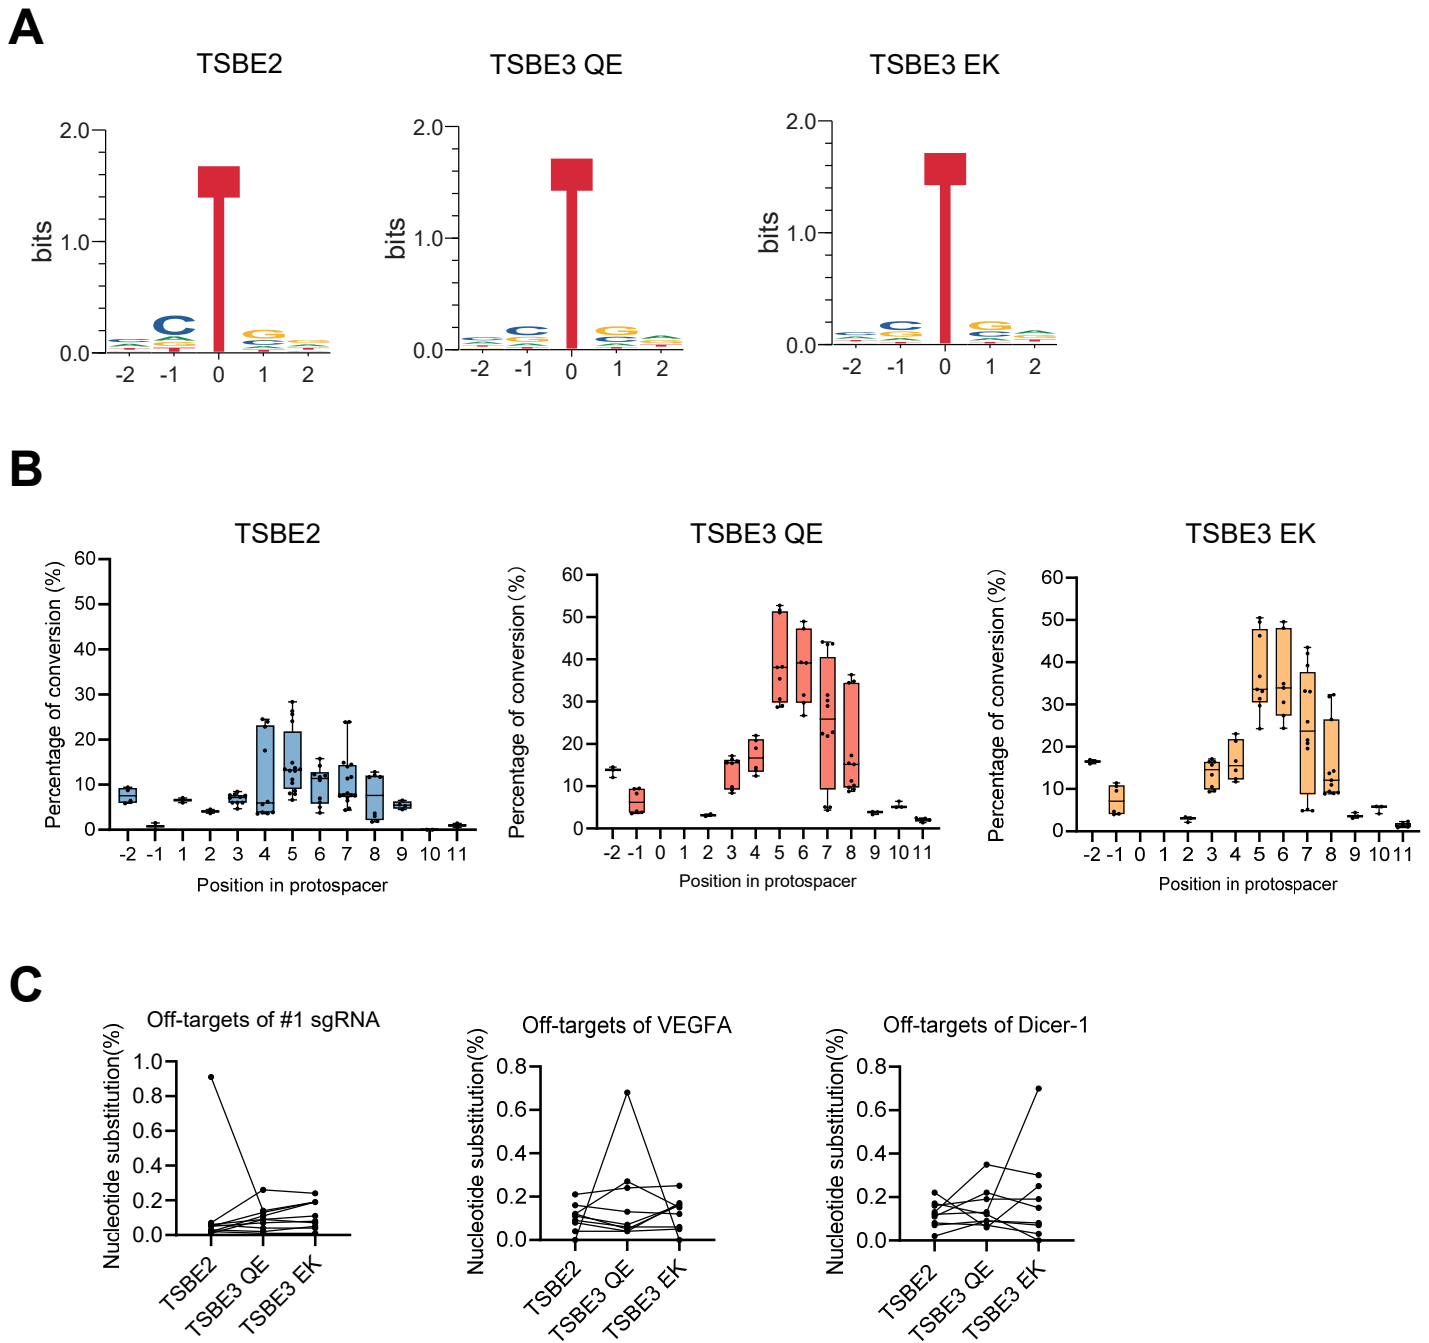 A
TSBE2
TSBE3 QE
TSBE3 EK
bits
2.0
1.0
0.0
C
A
T
G
C
-2 -1 0 1 2
bits
2.0
1.0
0.0
C
G
T
G
C
A
-2 -1 0 1 2
bits
2.0
1.0
0.0
C
G
T
G
C
A
-2 -1 0 1 2
B
TSBE2
TSBE3 QE
TSBE3 EK
Percentage of conversion (%)
60
50
40
30
20
10
0
-2 -1 1 2 3 4 5 6 7 8 9 10 11
Position in protospacer
Percentage of conversion (%)
60
50
40
30
20
10
0
-2 -1 0 1 2 3 4 5 6 7 8 9 10 11
Position in protospacer
Percentage of conversion (%)
60
50
40
30
20
10
0
-2 -1 0 1 2 3 4 5 6 7 8 9 10 11
Position in protospacer
C
Off-targets of #1 sgRNA
Nucleotide substitution(%)
1.0
0.8
0.6
0.4
0.2
0.0
TSBE2
TSBE3 QE
TSBE3 EK
Off-targets of VEGFA
Nucleotide substitution(%)
0.8
0.6
0.4
0.2
0.0
TSBE2
TSBE3 QE
TSBE3 EK
Off-targets of Dicer-1
Nucleotide substitution(%)
0.8
0.6
0.4
0.2
0.0
TSBE2
TSBE3 QE
TSBE3 EK